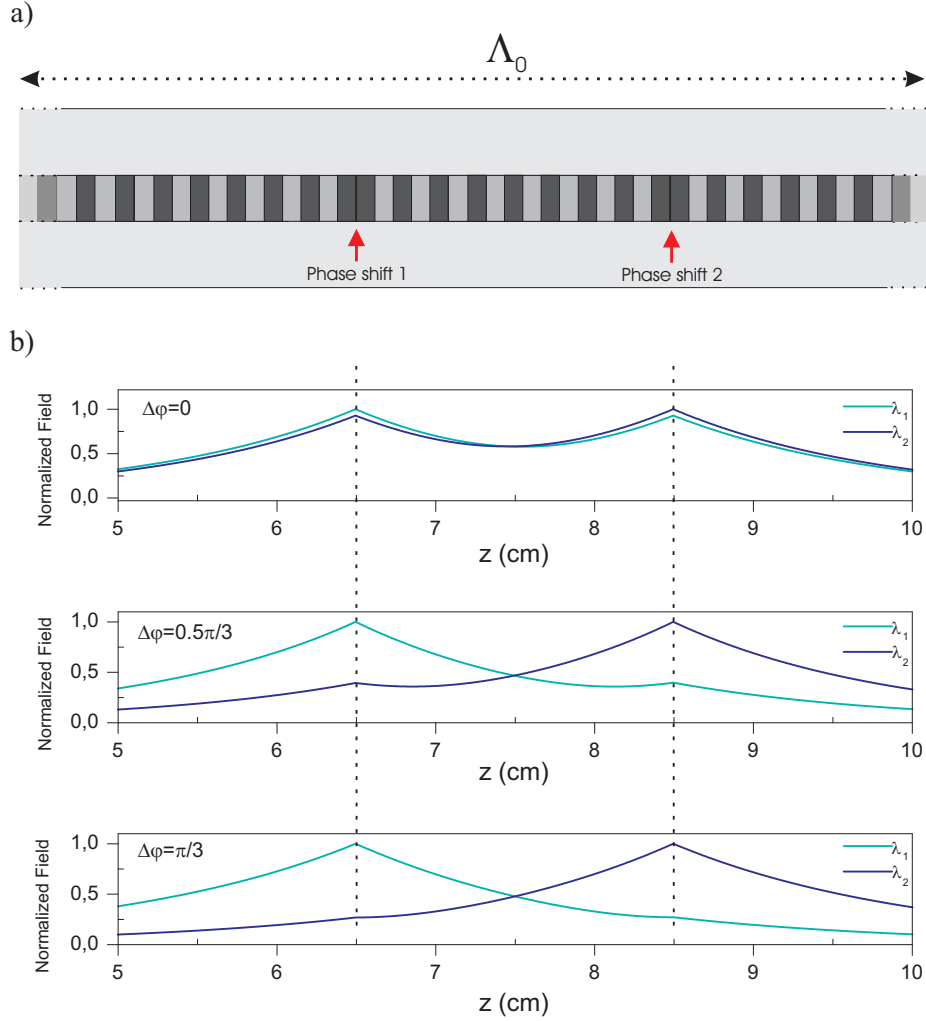 a)
Λ₀
Phase shift 1
Phase shift 2
b)
Normalized Field
1,0
0.5
0,0
Δφ=0
λ₁
λ₂
5
6
7
8
9
10
z (cm)
Normalized Field
1,0
0,5
0,0
Δφ=0.5π/3
λ₁
λ₂
5
6
7
8
9
10
z (cm)
Normalized Field
1,0
0,5
0,0
Δφ=π/3
λ₁
λ₂
5
6
7
8
9
10
z (cm)